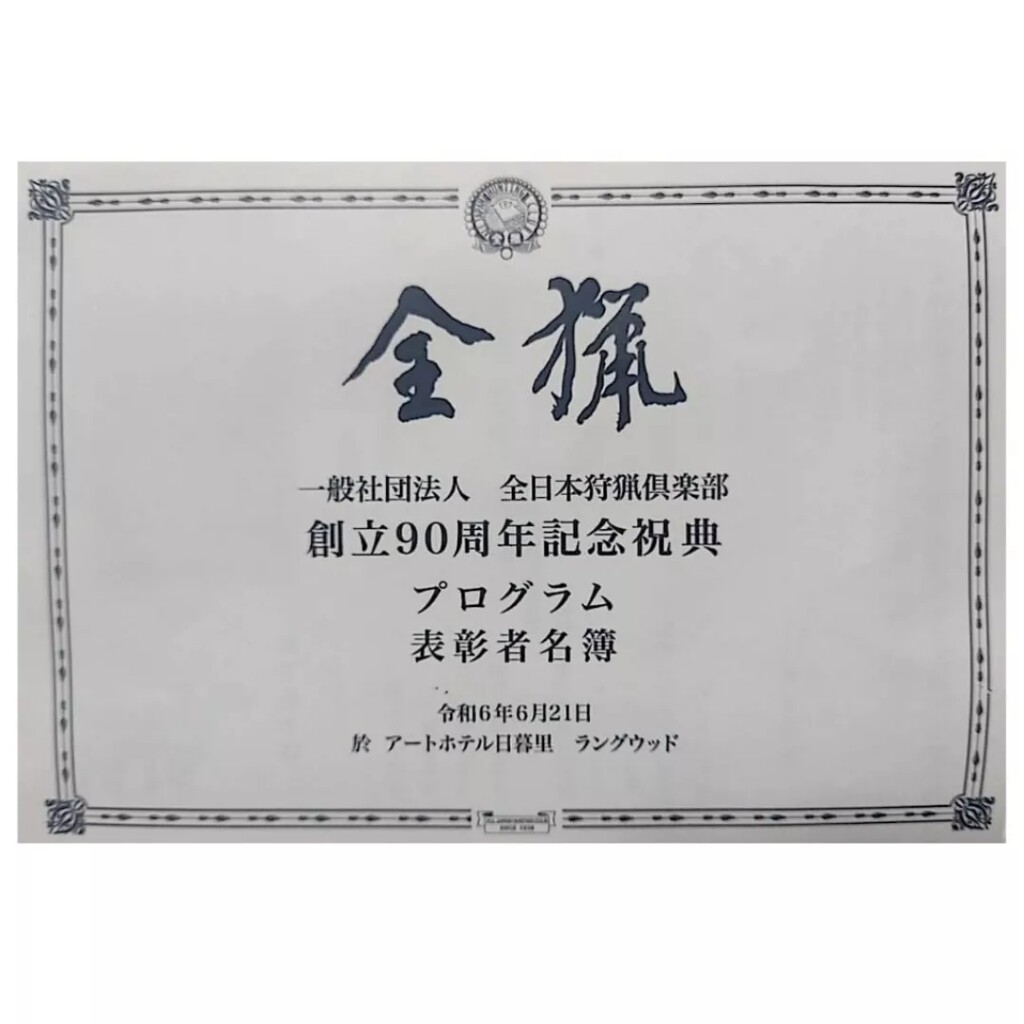 全猟
一般社団法人　全日本狩猟倶楽部
創立90周年記念祝典
プログラム
表彰者名簿
令和6年6月21日
於 アートホテル日暮里　ラングウッド